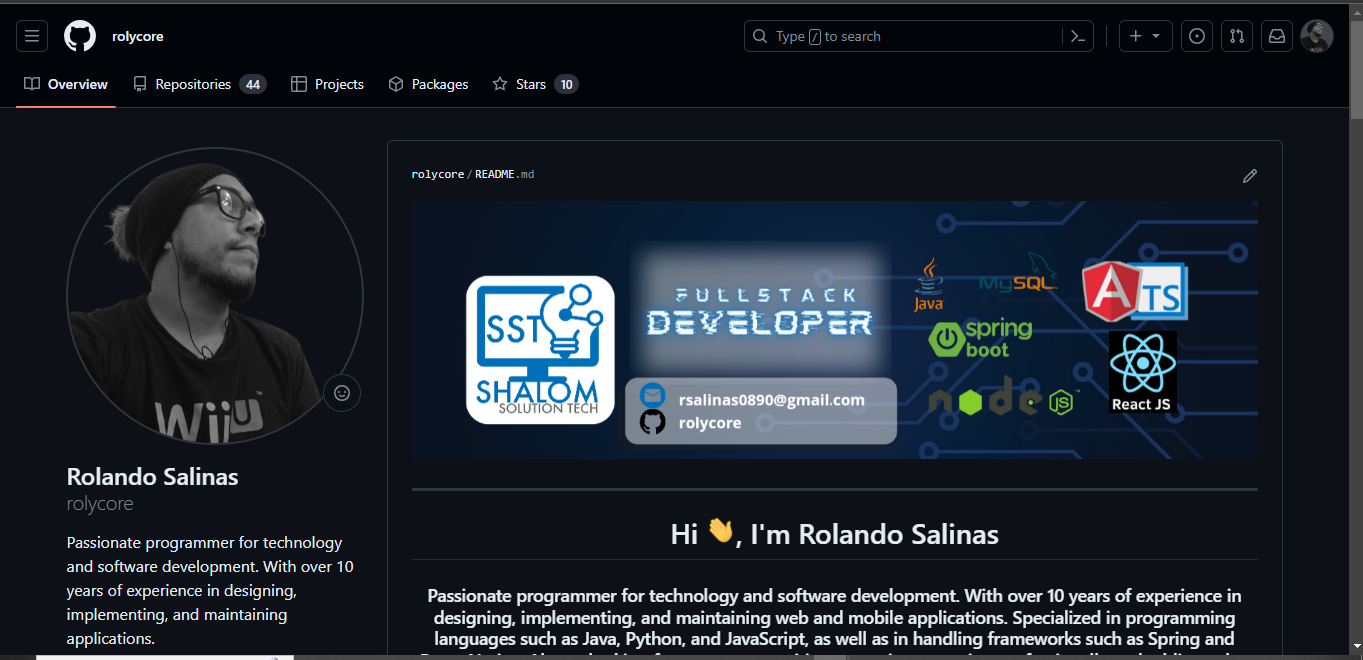 rolycore
Type / to search
Overview
Repositories 44
Projects
Packages
Stars 10
rolycore/README.md
SST
SHALOM
SOLUTION TECH
FULLSTACK
DEVELOPER
rsalinas0890@gmail.com
rolycore
Java
MySQL
spring
boot
node
JS
A
TS
React JS
WiiU
Rolando Salinas
rolycore
Passionate programmer for technology
and software development. With over 10
years of experience in designing,
implementing, and maintaining
applications.
Hi 👋, I'm Rolando Salinas
Passionate programmer for technology and software development. With over 10 years of experience in
designing, implementing, and maintaining web and mobile applications. Specialized in programming
languages such as Java, Python, and JavaScript, as well as in handling frameworks such as Spring and